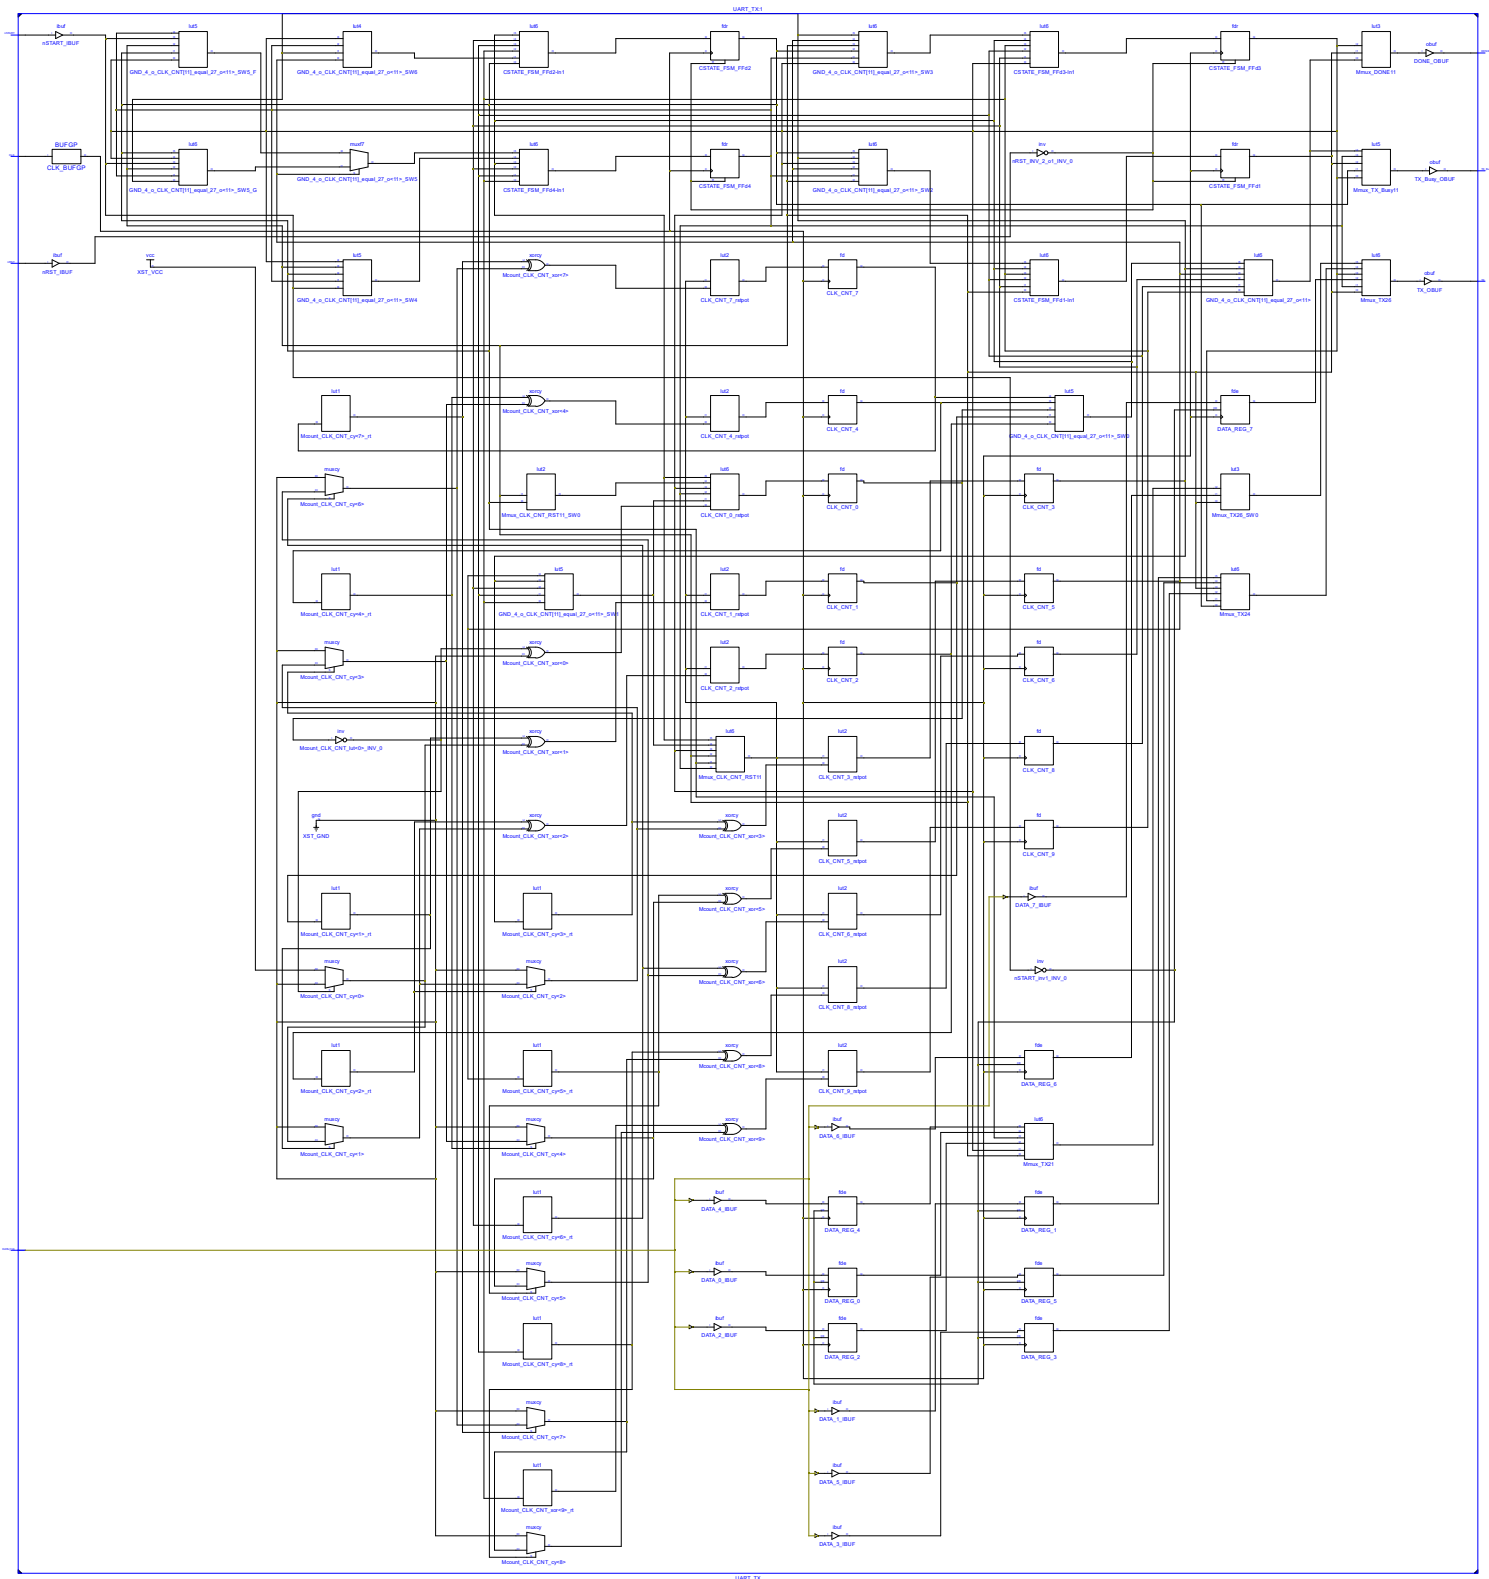 UART_TX:1
ibuf
nSTART_IBUF
lut5
GND_4_o_CLK_CNT[11]_equal_27_o<11>_SW5_F
lut4
GND_4_o_CLK_CNT[11]_equal_27_o<11>_SW6
lut6
CSTATE_FSM_FFd2-In1
fdr
CSTATE_FSM_FFd2
lut6
GND_4_o_CLK_CNT[11]_equal_27_o<11>_SW3
lut6
CSTATE_FSM_FFd3-In1
fdr
CSTATE_FSM_FFd3
lut3
Mmux_DONE11
obuf
DONE_OBUF
BUFGP
CLK_BUFGP
lut6
GND_4_o_CLK_CNT[11]_equal_27_o<11>_SW5_G
muxf7
GND_4_o_CLK_CNT[11]_equal_27_o<11>_SW5
lut6
CSTATE_FSM_FFd4-In1
fdr
CSTATE_FSM_FFd4
lut6
GND_4_o_CLK_CNT[11]_equal_27_o<11>_SW2
inv
nRST_INV_2_o1_INV_0
fdr
CSTATE_FSM_FFd1
lut5
Mmux_TX_Busy11
obuf
TX_Busy_OBUF
ibuf
nRST_IBUF
vcc
XST_VCC
lut5
GND_4_o_CLK_CNT[11]_equal_27_o<11>_SW4
xorcy
Mcount_CLK_CNT_xor<7>
lut2
CLK_CNT_7_rstpot
fd
CLK_CNT_7
lut6
CSTATE_FSM_FFd1-In1
lut6
GND_4_o_CLK_CNT[11]_equal_27_o<11>
lut6
Mmux_TX26
obuf
TX_OBUF
lut1
Mcount_CLK_CNT_cy<7>_rt
xorcy
Mcount_CLK_CNT_xor<4>
lut2
CLK_CNT_4_rstpot
fd
CLK_CNT_4
lut5
GND_4_o_CLK_CNT[11]_equal_27_o<11>_SW0
fde
DATA_REG_7
muxcy
Mcount_CLK_CNT_cy<6>
lut2
Mmux_CLK_CNT_RST11_SW0
lut6
CLK_CNT_0_rstpot
fd
CLK_CNT_0
fd
CLK_CNT_3
lut3
Mmux_TX26_SW0
lut1
Mcount_CLK_CNT_cy<4>_rt
lut5
GND_4_o_CLK_CNT[11]_equal_27_o<11>_SW1
lut2
CLK_CNT_1_rstpot
fd
CLK_CNT_1
fd
CLK_CNT_5
lut6
Mmux_TX24
muxcy
Mcount_CLK_CNT_cy<3>
xorcy
Mcount_CLK_CNT_xor<0>
lut2
CLK_CNT_2_rstpot
fd
CLK_CNT_2
fd
CLK_CNT_6
inv
Mcount_CLK_CNT_lut<0>_INV_0
xorcy
Mcount_CLK_CNT_xor<1>
lut6
Mmux_CLK_CNT_RST11
lut2
CLK_CNT_3_rstpot
fd
CLK_CNT_8
gnd
XST_GND
xorcy
Mcount_CLK_CNT_xor<2>
xorcy
Mcount_CLK_CNT_xor<3>
lut2
CLK_CNT_5_rstpot
fd
CLK_CNT_9
lut1
Mcount_CLK_CNT_cy<1>_rt
lut1
Mcount_CLK_CNT_cy<3>_rt
xorcy
Mcount_CLK_CNT_xor<5>
lut2
CLK_CNT_6_rstpot
ibuf
DATA_7_IBUF
muxcy
Mcount_CLK_CNT_cy<0>
muxcy
Mcount_CLK_CNT_cy<2>
xorcy
Mcount_CLK_CNT_xor<6>
lut2
CLK_CNT_8_rstpot
inv
nSTART_inv1_INV_0
lut1
Mcount_CLK_CNT_cy<2>_rt
lut1
Mcount_CLK_CNT_cy<5>_rt
xorcy
Mcount_CLK_CNT_xor<8>
lut2
CLK_CNT_9_rstpot
fde
DATA_REG_6
muxcy
Mcount_CLK_CNT_cy<1>
muxcy
Mcount_CLK_CNT_cy<4>
xorcy
Mcount_CLK_CNT_xor<9>
ibuf
DATA_6_IBUF
lut6
Mmux_TX21
lut1
Mcount_CLK_CNT_cy<6>_rt
ibuf
DATA_4_IBUF
fde
DATA_REG_4
fde
DATA_REG_1
muxcy
Mcount_CLK_CNT_cy<5>
ibuf
DATA_0_IBUF
fde
DATA_REG_0
fde
DATA_REG_5
lut1
Mcount_CLK_CNT_cy<8>_rt
ibuf
DATA_2_IBUF
fde
DATA_REG_2
fde
DATA_REG_3
muxcy
Mcount_CLK_CNT_cy<7>
ibuf
DATA_1_IBUF
lut1
Mcount_CLK_CNT_xor<9>_rt
ibuf
DATA_5_IBUF
muxcy
Mcount_CLK_CNT_cy<8>
ibuf
DATA_3_IBUF
UART_TX